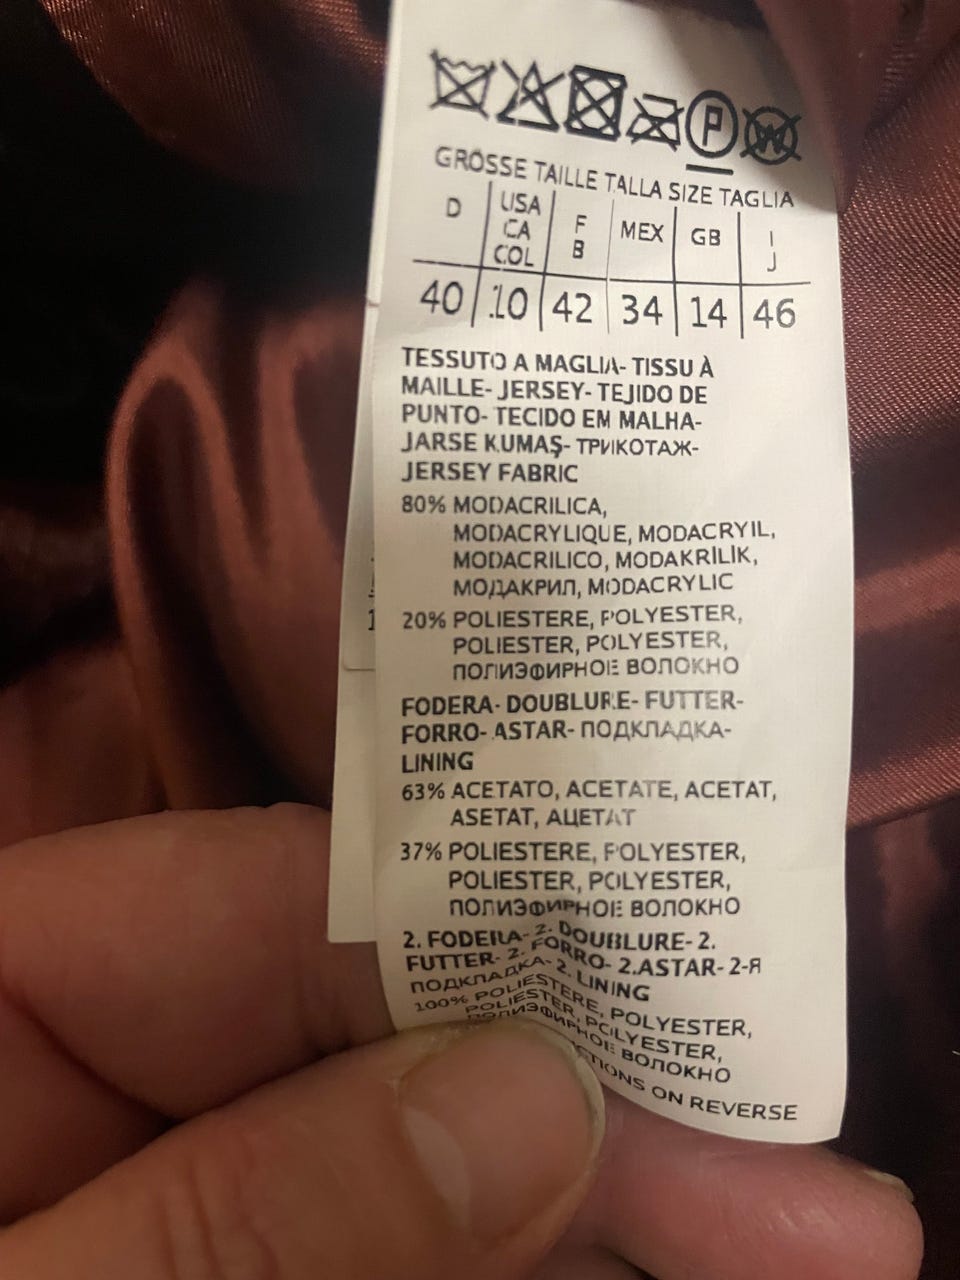 P W
GRÖSSE TAILLE TALLA SIZE TAGLIA
D USA CA COL F B MEX GB I J
40 10 42 34 14 46
TESSUTO A MAGLIA- TISSU À
MAILLE- JERSEY- TEJIDO DE
PUNTO- TECIDO EM MALHA-
JARSE KUMAŞ- ТРИКОТАЖ-
JERSEY FABRIC
80% MODACRILICA,
MODACRYLIQUE, MODACRYIL,
MODACRILICO, MODAKRİLİK,
МОДАКРИЛ, MODACRYLIC
20% POLIESTERE, POLYESTER,
POLIESTER, POLYESTER,
ПОЛИЭФИРНОЕ ВОЛОКНО
FODERA- DOUBLURE- FUTTER-
FORRO- ASTAR- ПОДКЛАДКА-
LINING
63% ACETATO, ACETATE, ACETAT,
ASETAT, АЦЕТАТ
37% POLIESTERE, POLYESTER,
POLIESTER, POLYESTER,
ПОЛИЭФИРНОЕ ВОЛОКНО
2. FODERA- 2. DOUBLURE- 2.
FUTTER- 2. FORRO- 2.ASTAR- 2-Я
ПОДКЛАДКА- 2. LINING
100% POLIESTERE, POLYESTER,
POLIESTER, POLYESTER,
ПОЛИЭФИРНОЕ ВОЛОКНО
ON REVERSE